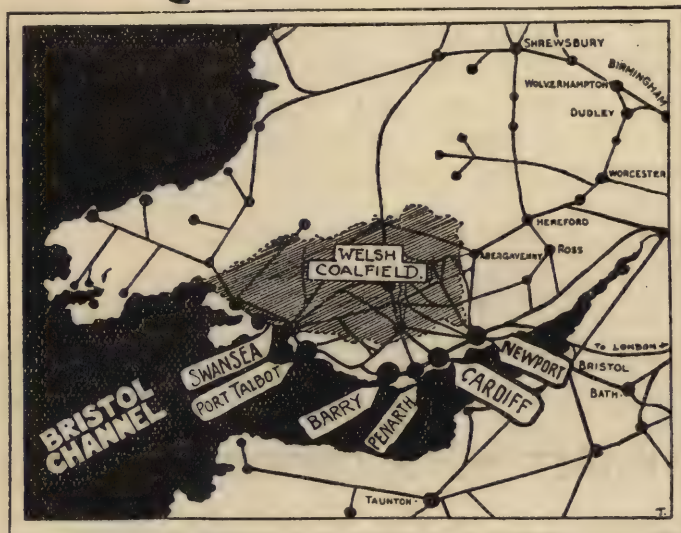 SHREWSBURY
BIRMINGHAM
WOLVERHAMPTON
DUDLEY
WORCESTER
HEREFORD
WELSH
COALFIELD.
ABERGAVENNY
ROSS
TO LONDON
SWANSEA
PORT TALBOT
NEWPORT
BRISTOL
CARDIFF
BARRY
PENARTH
BATH.
BRISTOL
CHANNEL
TAUNTON.
T.